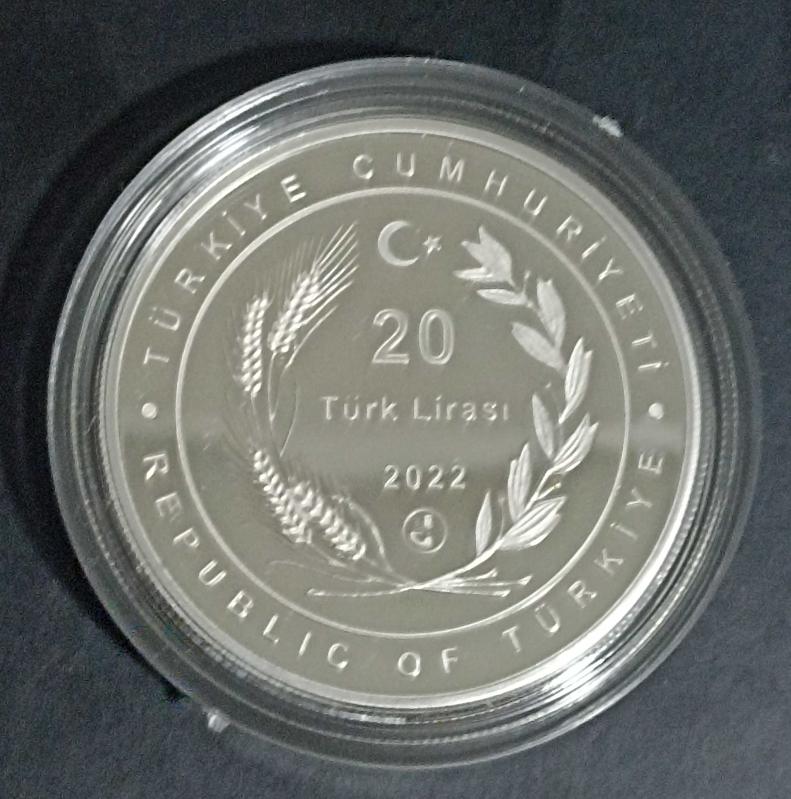 TÜRKİYE CUMHURİYETİ
20
Türk Lirası
2022
REPUBLIC OF TÜRKİYE